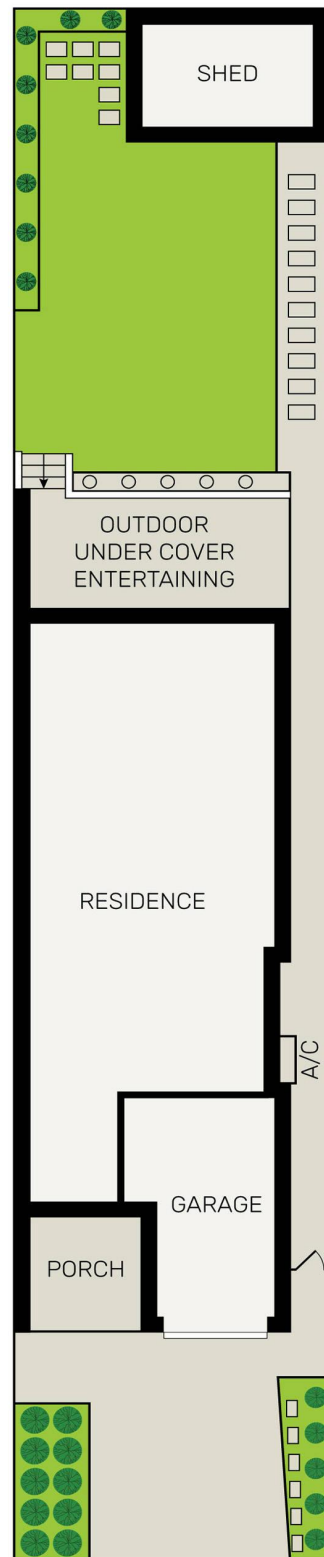 SHED
OUTDOOR
UNDER COVER
ENTERTAINING
RESIDENCE
A/C
GARAGE
PORCH